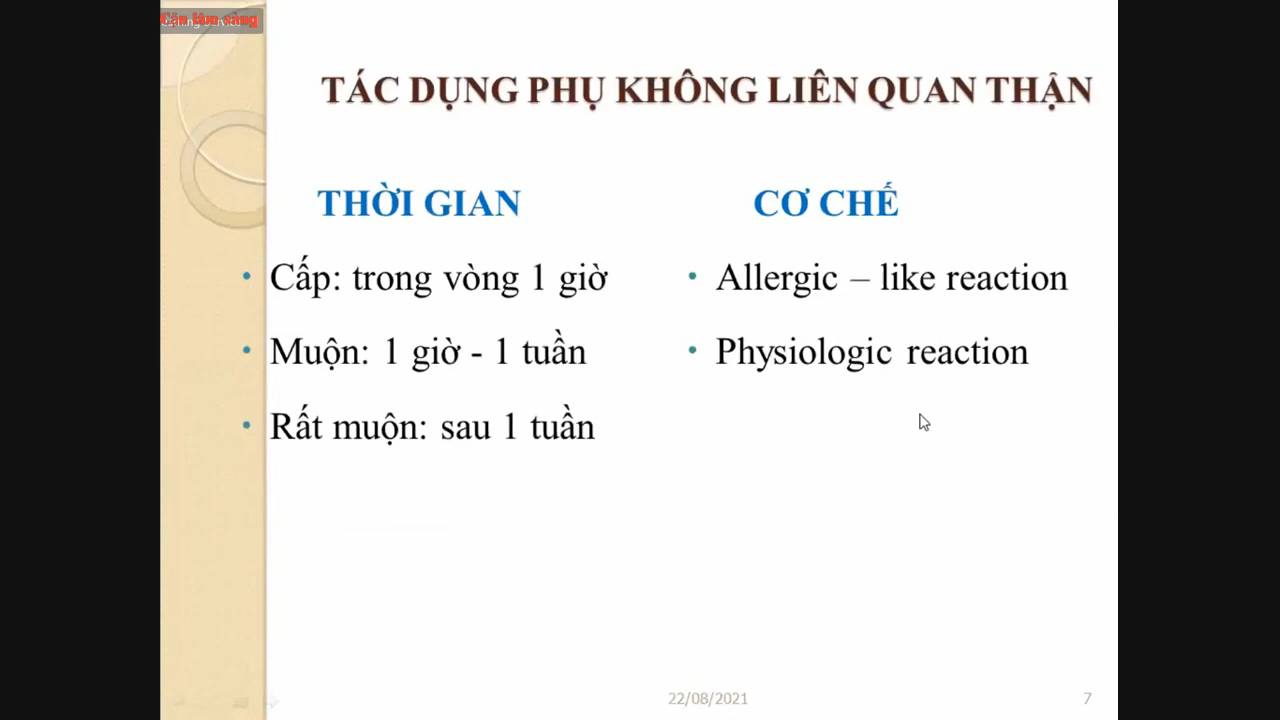 Cận lâm sàng
TÁC DỤNG PHỤ KHÔNG LIÊN QUAN THẬN
THỜI GIAN
• Cấp: trong vòng 1 giờ
• Muộn: 1 giờ - 1 tuần
• Rất muộn: sau 1 tuần
CƠ CHẾ
• Allergic – like reaction
• Physiologic reaction
22/08/2021
7